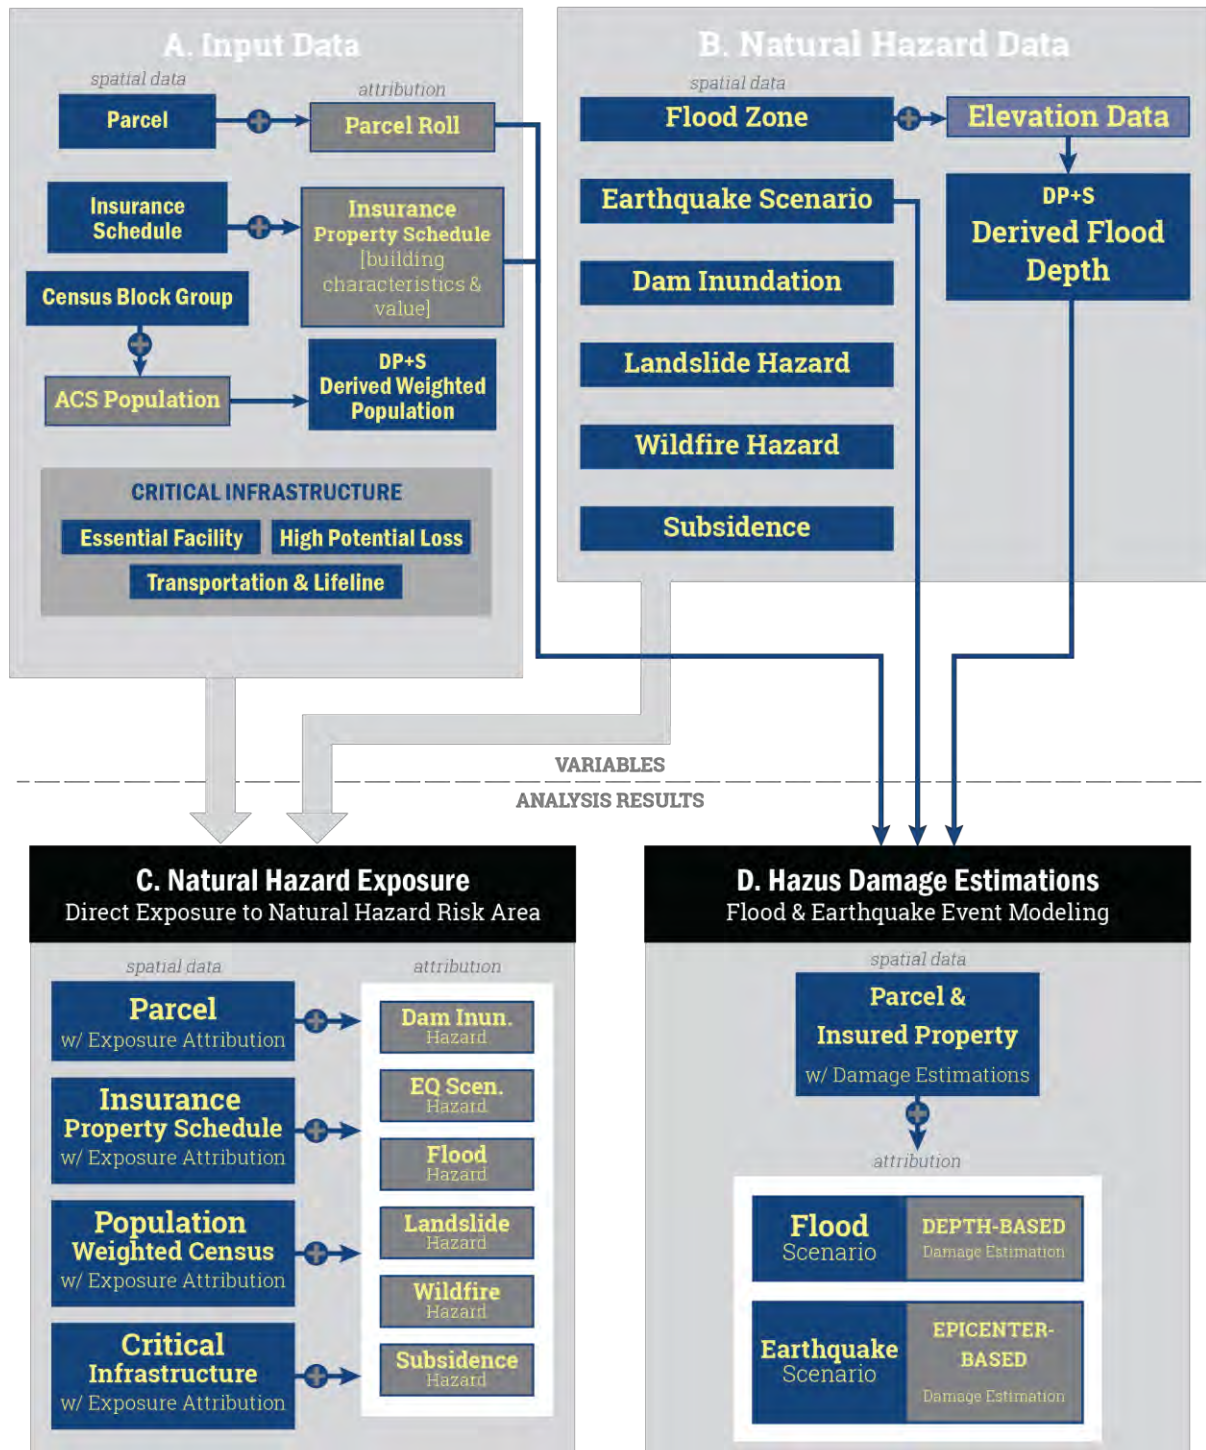 A. Input Data
spatial data
attribution
Parcel
Parcel Roll
Insurance
Schedule
Insurance
Property Schedule
[building
characteristics &
value]
Census Block Group
ACS Population
DP+S
Derived Weighted
Population
CRITICAL INFRASTRUCTURE
Essential Facility
High Potential Loss
Transportation & Lifeline
B. Natural Hazard Data
spatial data
Flood Zone
Elevation Data
Earthquake Scenario
DP+S
Derived Flood
Depth
Dam Inundation
Landslide Hazard
Wildfire Hazard
Subsidence
VARIABLES
ANALYSIS RESULTS
C. Natural Hazard Exposure
Direct Exposure to Natural Hazard Risk Area
spatial data
attribution
Parcel
w/ Exposure Attribution
Insurance
Property Schedule
w/ Exposure Attribution
Population
Weighted Census
w/ Exposure Attribution
Critical
Infrastructure
w/ Exposure Attribution
Dam Inun.
Hazard
EQ Scen.
Hazard
Flood
Hazard
Landslide
Hazard
Wildfire
Hazard
Subsidence
Hazard
D. Hazus Damage Estimations
Flood & Earthquake Event Modeling
spatial data
Parcel &
Insured Property
w/ Damage Estimations
attribution
Flood
Scenario
DEPTH-BASED
Damage Estimation
Earthquake
Scenario
EPICENTER-
BASED
Damage Estimation